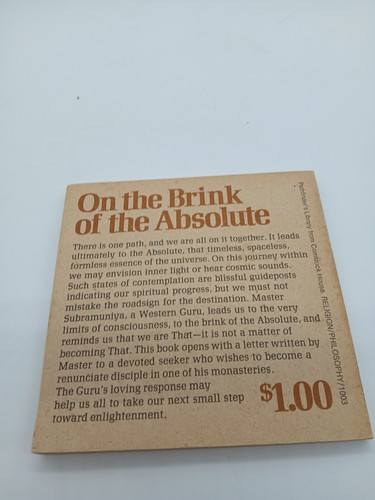 On the Brink
of the Absolute
There is one path, and we are all on it together. It leads
ultimately to the Absolute, that timeless, spaceless,
formless essence of the universe. On this journey within
we may envision inner light or hear cosmic sounds.
Such states of contemplation are blissful guideposts
indicating our spiritual progress, but we must not
mistake the roadsign for the destination. Master
Subramuniya, a Western Guru, leads us to the very
limits of consciousness, to the brink of the Absolute, and
reminds us that we are That—it is not a matter of
becoming That. This book opens with a letter written by
Master to a devoted seeker who wishes to become a
renunciate disciple in one of his monasteries.
The Guru's loving response may
help us all to take our next small step
toward enlightenment.
$1.00
Pathfinder's Library from Comstock House RELIGION/PHILOSOPHY/1003